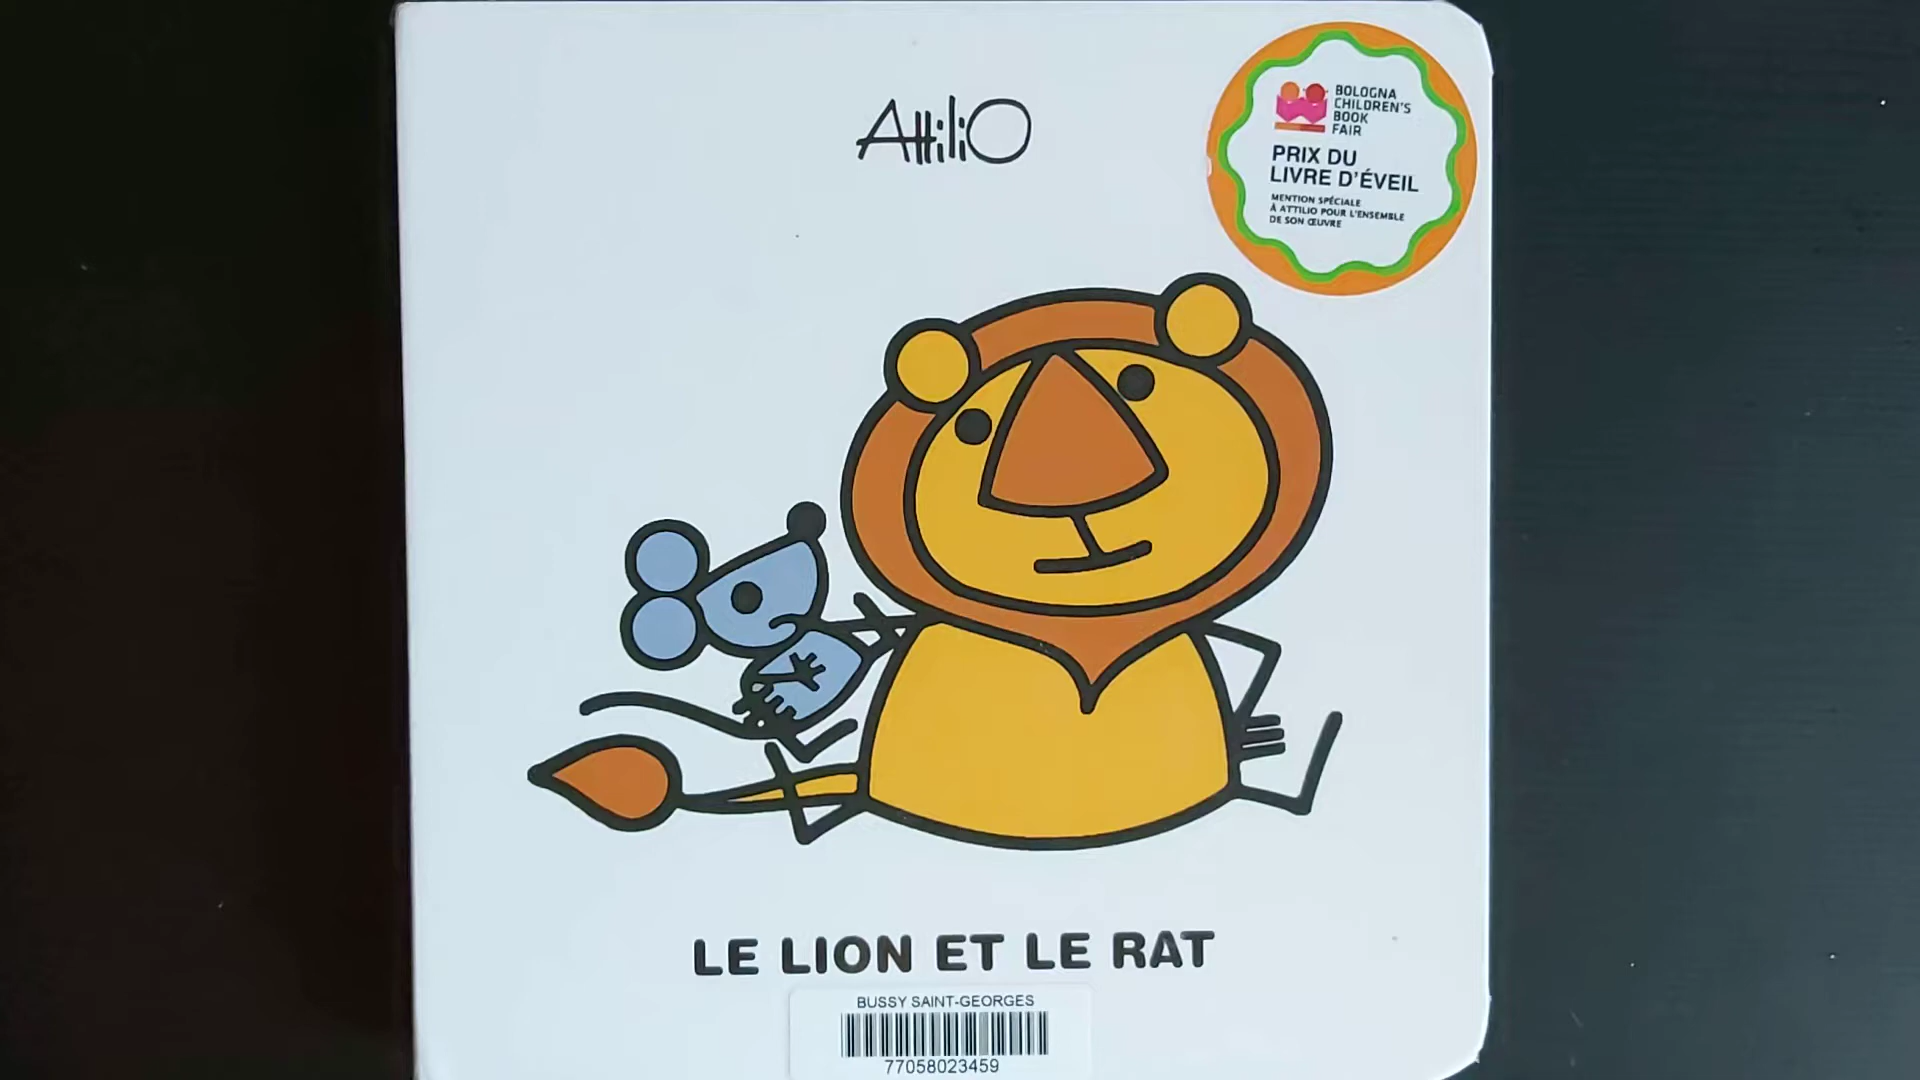 AttiliO
BOLOGNA
CHILDREN'S
BOOK
FAIR
PRIX DU
LIVRE D'ÉVEIL
MENTION SPÉCIALE
À ATTILIO POUR L'ENSEMBLE
DE SON ŒUVRE
LE LION ET LE RAT
BUSSY SAINT-GEORGES
77058023459